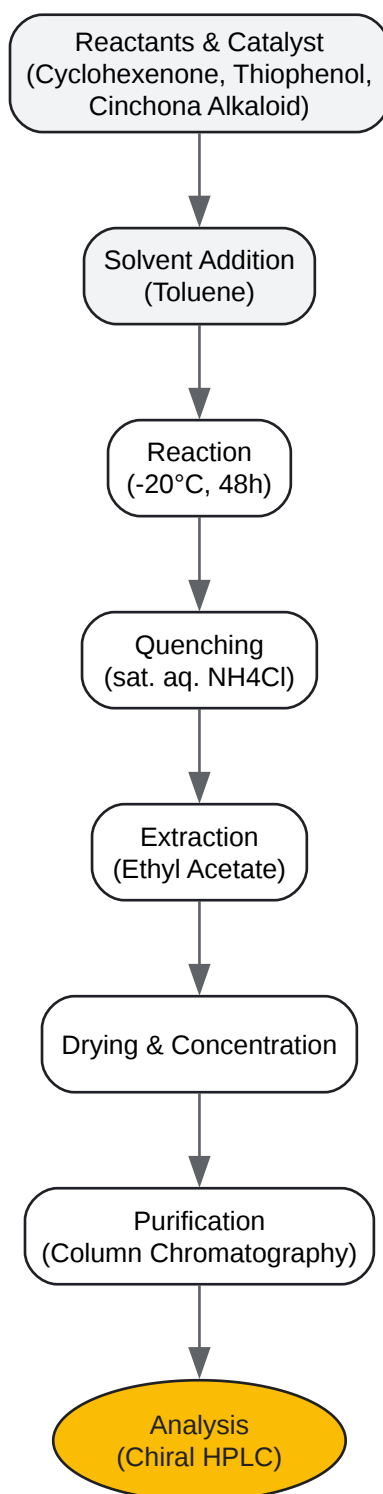 Reactants & Catalyst
(Cyclohexenone, Thiophenol,
Cinchona Alkaloid)
Solvent Addition
(Toluene)
Reaction
(-20°C, 48h)
Quenching
(sat. aq. NH4Cl)
Extraction
(Ethyl Acetate)
Drying & Concentration
Purification
(Column Chromatography)
Analysis
(Chiral HPLC)